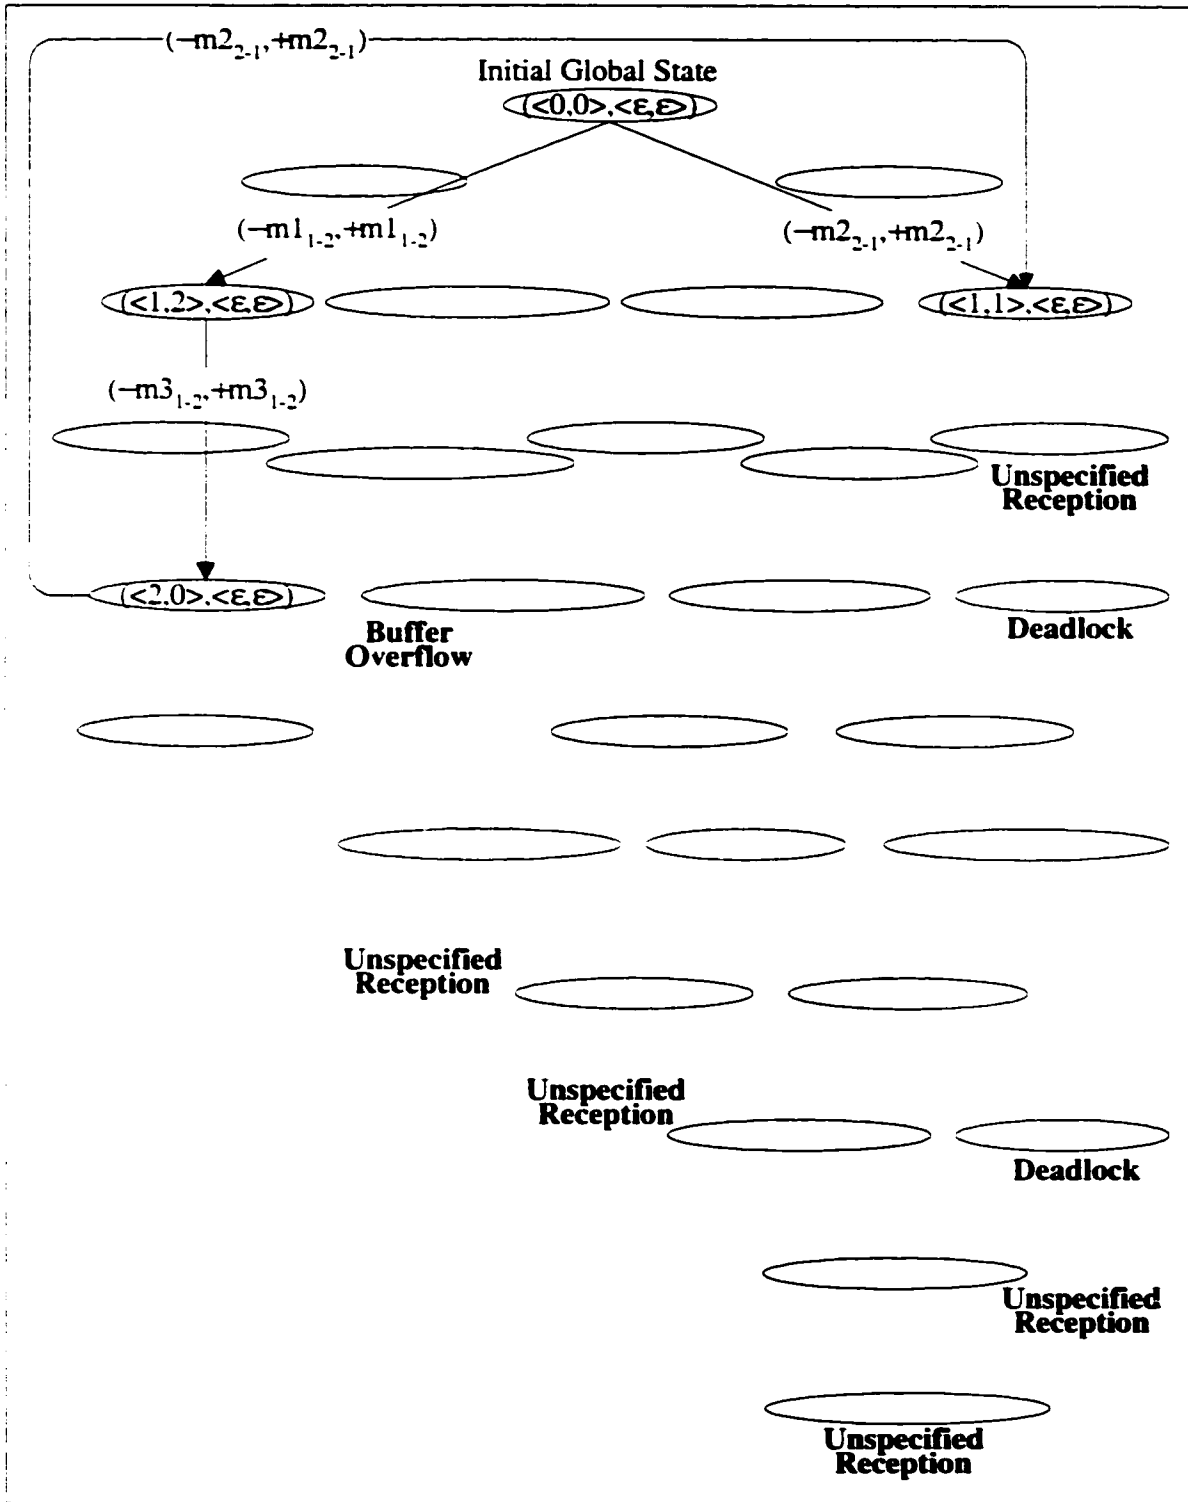 (−m2₂₋₁,+m2₂₋₁)
Initial Global State
(<0,0>,<ε,ε>)
(−m1₁₋₂,+m1₁₋₂)
(−m2₂₋₁,+m2₂₋₁)
(<1,2>,<ε,ε>)
(<1,1>,<ε,ε>)
(−m3₁₋₂,+m3₁₋₂)
Unspecified
Reception
(<2,0>,<ε,ε>)
Buffer
Overflow
Deadlock
Unspecified
Reception
Unspecified
Reception
Deadlock
Unspecified
Reception
Unspecified
Reception